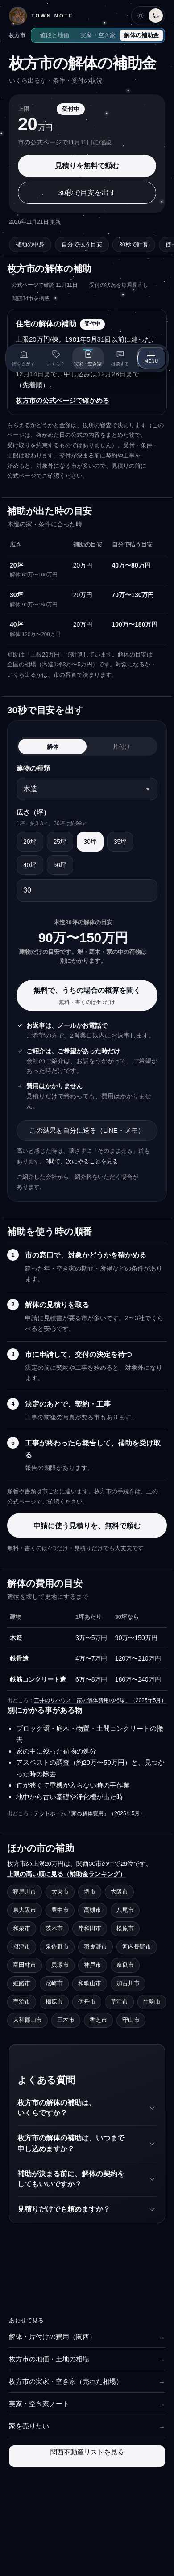 TOWN NOTE
枚方市
値段と地価
実家・空き家
解体の補助金
枚方市の解体の補助金
いくら出るか・条件・受付の状況
上限
受付中
20万円
市の公式ページで11月11日に確認
見積りを無料で頼む
30秒で目安を出す
2026年11月21日 更新
補助の中身
自分で払う目安
30秒で計算
枚方市の解体の補助
公式ページで確認 11月11日
受付の状況を毎週見直し
関西34件を掲載
住宅の解体の補助
受付中
上限20万円/棟。1981年5月31日以前に建った、
街をさがす
いくら?
実家・空き家
相談する
MENU
12月14日まで、申し込みは12月28日まで
（先着順）。
枚方市の公式ページで確かめる
もらえるかどうかと金額は、役所の審査で決まります（この
ページは、確かめた日の公式の内容をまとめた物で、
受け取りを約束するものではありません）。受付・条件・
上限は変わります。契約や工事の前に空き家かに
始めると、対象外になる市が多いので、見積りの前に
公式ページでご確認ください。
補助が出た時の目安
木造の家・条件に合った時
広さ
補助の目安
自分で払う目安
20坪
解体 60万〜100万円
20万円
40万〜80万円
30坪
解体 90万〜150万円
20万円
70万〜130万円
40坪
解体 120万〜200万円
20万円
100万〜180万円
補助は「上限20万円」で計算しています。解体の目安は
全国の相場（木造1坪3万〜5万円）です。対象になるか・
いくら出るかは、市の審査で決まります。
30秒で目安を出す
解体
片付け
建物の種類
木造
広さ（坪）
1坪＝約3.3㎡、30坪は約99㎡
20坪
25坪
30坪
35坪
40坪
50坪
30
木造30坪の解体の目安
90万〜150万円
建物だけの目安です。塀・庭木・家の中の荷物は
別にかかります。
無料で、うちの場合の概算を聞く
無料・書くのは4つだけ
お返事は、メールかお電話で
ご希望の方で、2営業日以内にお返事します。
ご紹介は、ご希望があった時だけ
会社のご紹介は、お話をうかがって、ご希望が
あった時だけです。
費用はかかりません
見積りだけで終わっても、費用はかかりませ
ん。
この結果を自分に送る（LINE・メモ）
高いと感じた時は、壊さずに「そのまま売る」道も
あります。3問で、次にやることを見る
ご紹介した会社から、紹介料をいただく場合が
あります。
補助を使う時の順番
1
市の窓口で、対象かどうかを確かめる
建った年・空き家の期間・所得などの条件があり
ます。
2
解体の見積りを取る
申請に見積書が要る市が多いです。2〜3社でくら
べると安心です。
3
市に申請して、交付の決定を待つ
決定の前に契約や工事を始めると、対象外になり
ます。
4
決定のあとで、契約・工事
工事の前後の写真が要る市もあります。
5
工事が終わったら報告して、補助を受け取
る
報告の期限があります。
順番や書類は市ごとに違います。枚方市の手続きは、上の
公式ページでご確認ください。
申請に使う見積りを、無料で頼む
無料・書くのは4つだけ・見積りだけでも大丈夫です
解体の費用の目安
建物を壊して更地にするまで
建物
1坪あたり
30坪なら
木造
3万〜5万円
90万〜150万円
鉄骨造
4万〜7万円
120万〜210万円
鉄筋コンクリート造
6万〜8万円
180万〜240万円
出どころ：三井のリハウス「家の解体費用の相場」（2025年5月）
別にかかる事がある物
ブロック塀・庭木・物置・土間コンクリートの撤
去
家の中に残った荷物の処分
アスベストの調査（約20万〜50万円）と、見つか
った時の除去
道が狭くて重機が入らない時の手作業
地中から古い基礎や浄化槽が出た時
出どころ：アットホーム「家の解体費用」（2025年5月）
ほかの市の補助
枚方市の上限20万円は、関西30市の中で28位です。
上限の高い順に見る（補助金ランキング）
寝屋川市
大東市
堺市
大阪市
東大阪市
豊中市
高槻市
八尾市
和泉市
茨木市
岸和田市
松原市
摂津市
泉佐野市
羽曳野市
河内長野市
富田林市
貝塚市
神戸市
奈良市
姫路市
尼崎市
和歌山市
加古川市
宇治市
橿原市
伊丹市
草津市
生駒市
大和郡山市
三木市
香芝市
守山市
よくある質問
枚方市の解体の補助は、
いくらですか？
枚方市の解体の補助は、いつまで
申し込めますか？
補助が決まる前に、解体の契約を
してもいいですか？
見積りだけでも頼めますか？
あわせて見る
解体・片付けの費用（関西）
→
枚方市の地価・土地の相場
→
枚方市の実家・空き家（売れた相場）
→
実家・空き家ノート
→
家を売りたい
→
関西不動産リストを見る